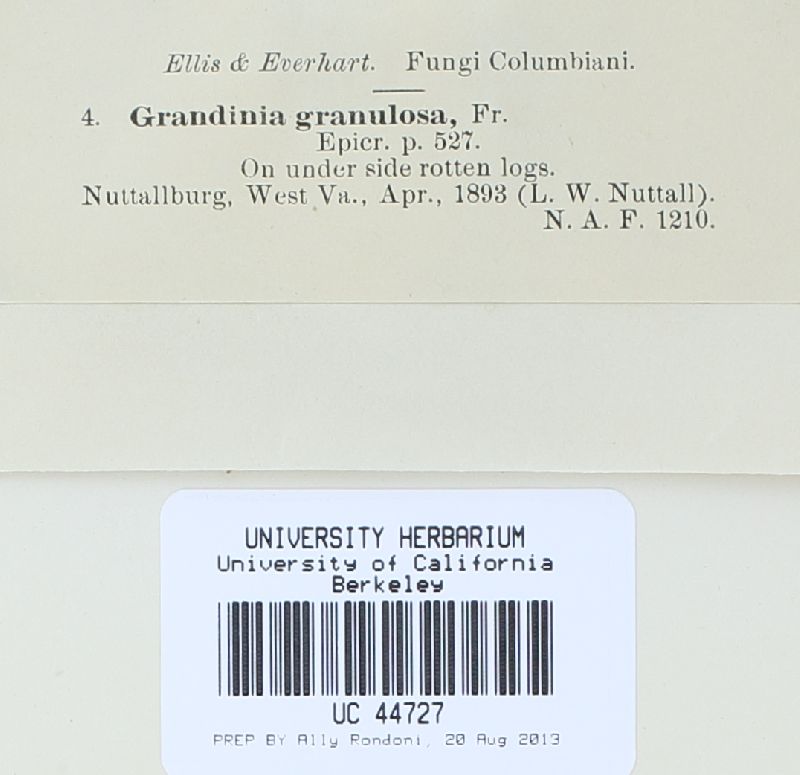 Ellis & Everhart. Fungi Columbiani.
4. Grandinia granulosa, Fr.
Epicr. p. 527.
On under side rotten logs.
Nuttallburg, West Va., Apr., 1893 (L. W. Nuttall).
N. A. F. 1210.
UNIVERSITY HERBARIUM
University of California
Berkeley
UC 44727
PREP BY Ally Rondoni, 20 Aug 2013